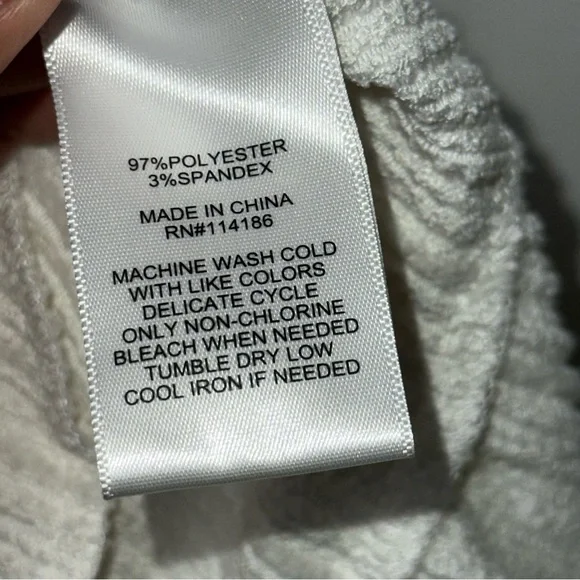 97%POLYESTER
3%SPANDEX
MADE IN CHINA
RN#114186
MACHINE WASH COLD
WITH LIKE COLORS
DELICATE CYCLE
ONLY NON-CHLORINE
BLEACH WHEN NEEDED
TUMBLE DRY LOW
COOL IRON IF NEEDED